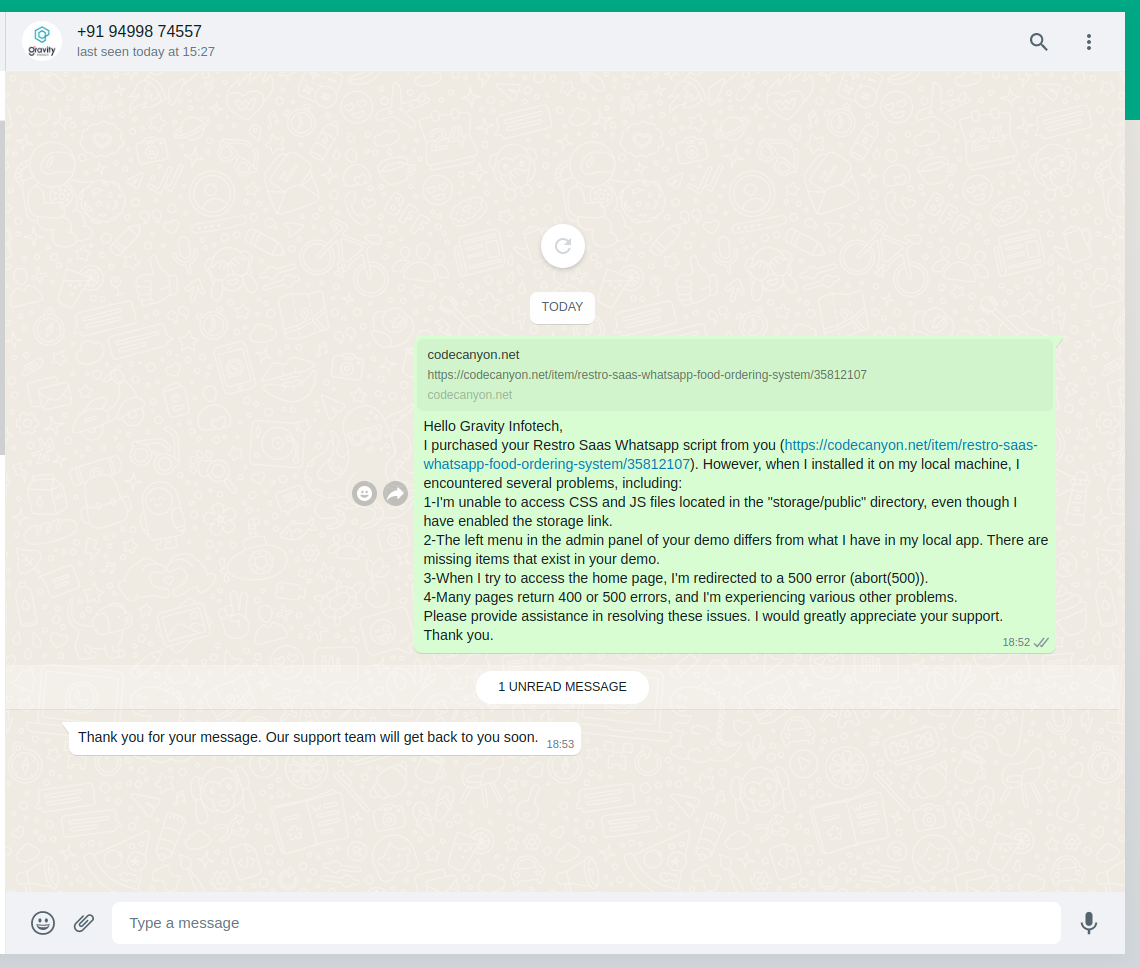 +91 94998 74557
last seen today at 15:27
gravity
TODAY
codecanyon.net
https://codecanyon.net/item/restro-saas-whatsapp-food-ordering-system/35812107
codecanyon.net
Hello Gravity Infotech,
I purchased your Restro Saas Whatsapp script from you (https://codecanyon.net/item/restro-saas-
whatsapp-food-ordering-system/35812107). However, when I installed it on my local machine, I
encountered several problems, including:
1-I'm unable to access CSS and JS files located in the "storage/public" directory, even though I
have enabled the storage link.
2-The left menu in the admin panel of your demo differs from what I have in my local app. There are
missing items that exist in your demo.
3-When I try to access the home page, I'm redirected to a 500 error (abort(500)).
4-Many pages return 400 or 500 errors, and I'm experiencing various other problems.
Please provide assistance in resolving these issues. I would greatly appreciate your support.
Thank you.
18:52
1 UNREAD MESSAGE
Thank you for your message. Our support team will get back to you soon.
18:53
Type a message